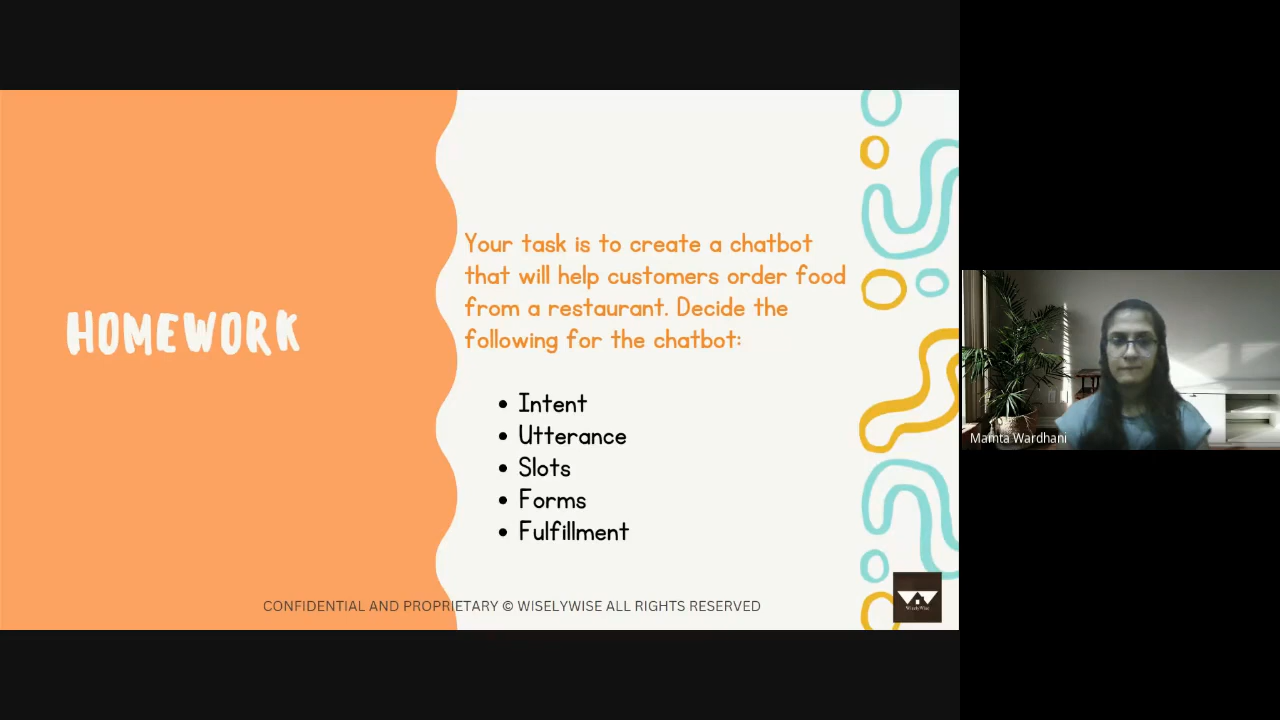 HOMEWORK
Your task is to create a chatbot
that will help customers order food
from a restaurant. Decide the
following for the chatbot:
• Intent
• Utterance
• Slots
• Forms
• Fulfillment
CONFIDENTIAL AND PROPRIETARY © WISELYWISE ALL RIGHTS RESERVED
WiselyWise
Mamta Wardhani